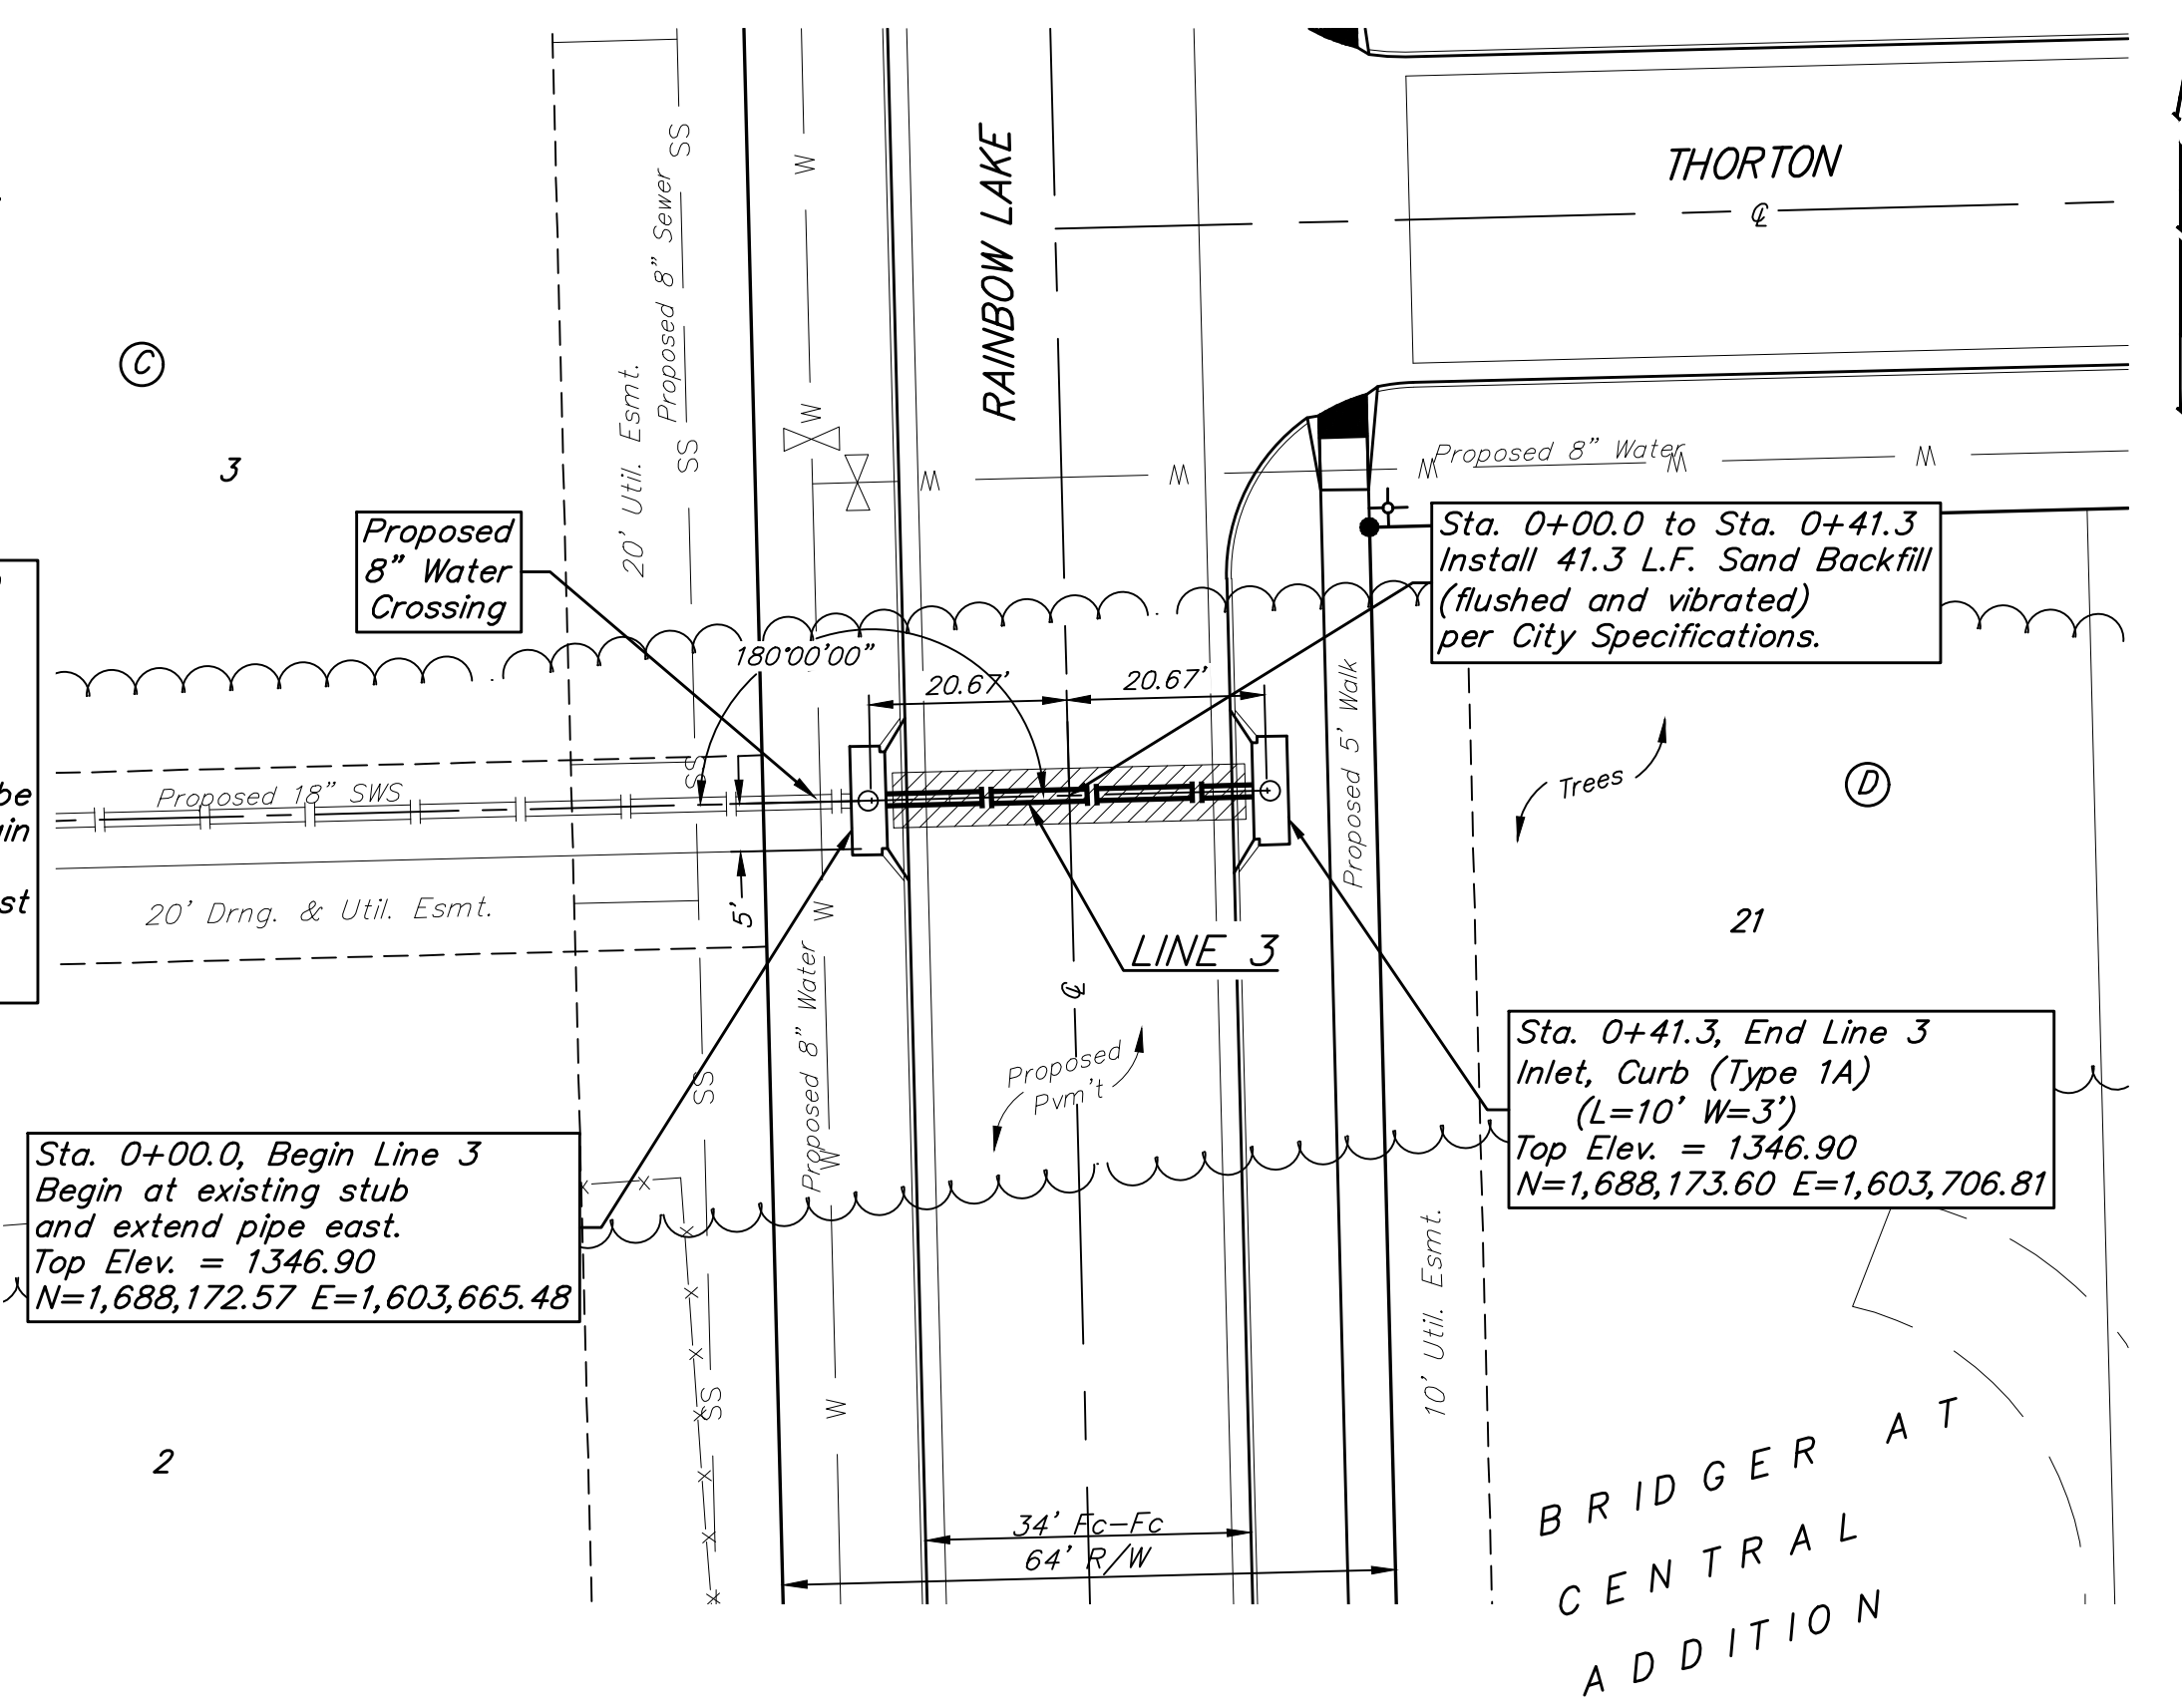 THORTON
RAINBOW LAKE
SS
W
Proposed 8" Sewer
20' Util. Esmt.
C
3
SS
W
W
W
W
Proposed 8" Water
W
W
Proposed
8" Water
Crossing
Sta. 0+00.0 to Sta. 0+41.3
Install 41.3 L.F. Sand Backfill
(flushed and vibrated)
per City Specifications.
180°00'00"
20.67'
20.67'
Proposed 5' Walk
Trees
D
SS
Proposed 18" SWS
be
ain
st
20' Drng. & Util. Esmt.
5'
W
LINE 3
21
℄
℄
Proposed 8" Water
W
SS
Proposed
Pvm't
Sta. 0+41.3, End Line 3
Inlet, Curb (Type 1A)
(L=10' W=3')
Top Elev. = 1346.90
N=1,688,173.60 E=1,603,706.81
Sta. 0+00.0, Begin Line 3
Begin at existing stub
and extend pipe east.
Top Elev. = 1346.90
N=1,688,172.57 E=1,603,665.48
10' Util. Esmt.
SS
W
2
34' Fc-Fc
64' R/W
BRIDGER AT
CENTRAL
ADDITION